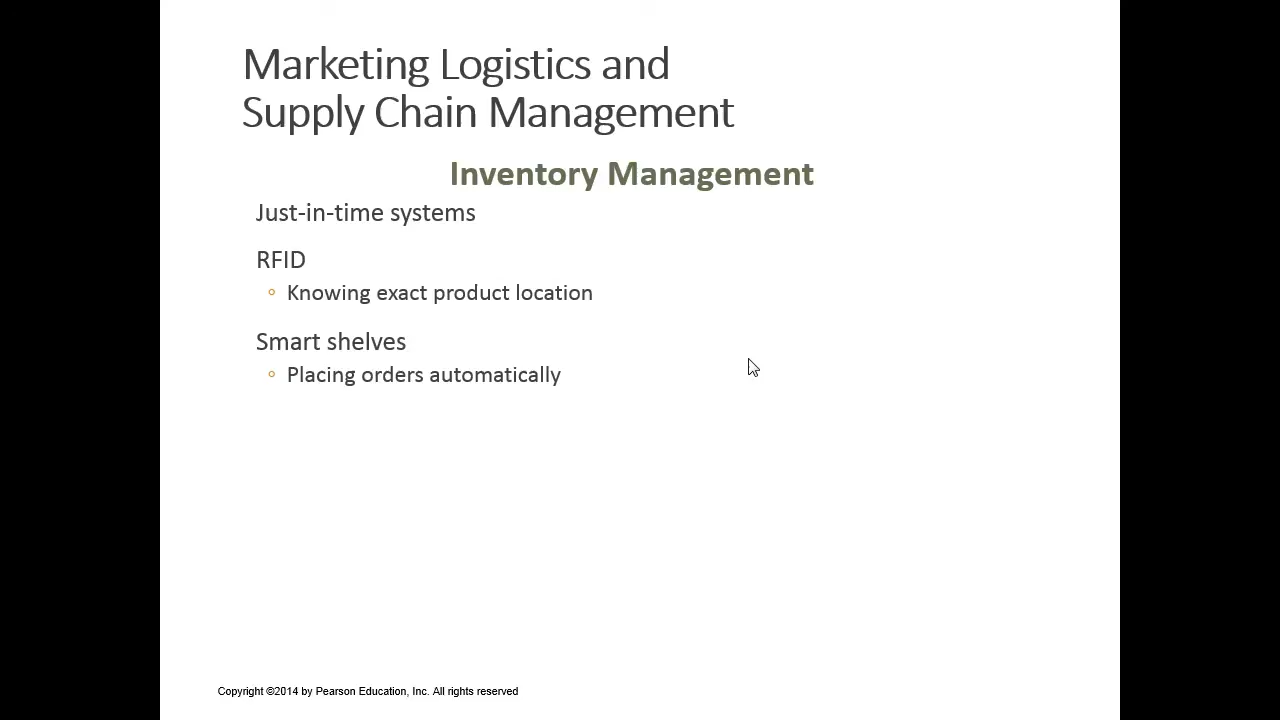 Marketing Logistics and
Supply Chain Management
Inventory Management
Just-in-time systems
RFID
◦ Knowing exact product location
Smart shelves
◦ Placing orders automatically
Copyright ©2014 by Pearson Education, Inc. All rights reserved